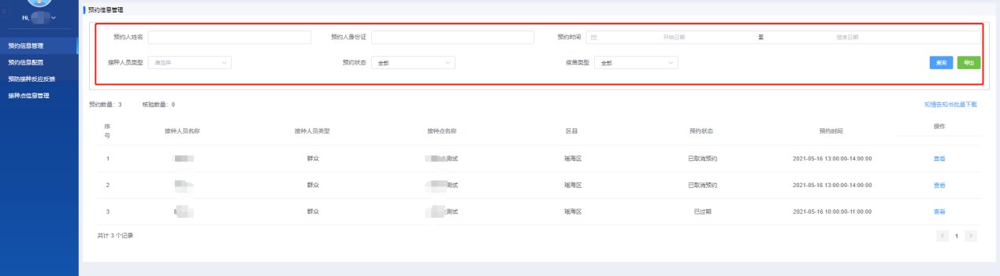 Hi,
预约信息管理
预约信息配置
预防接种反应反馈
接种点信息管理
预约信息管理
预约人姓名 预约人身份证 预约时间 开始日期 至 结束日期
接种人员类型 请选择 预约状态 全部 疫苗类型 全部 查询 导出
预约数量：3 核验数量：0 知情告知书批量下载
序号 接种人员名称 接种人员类型 接种点名称 区县 预约状态 预约时间 操作
1 群众 测试 瑶海区 已取消预约 2021-05-16 13:00:00-14:00:00 查看
2 群众 测试 瑶海区 已取消预约 2021-05-16 13:00:00-14:00:00 查看
3 群众 测试 瑶海区 已过期 2021-05-16 10:00:00-11:00:00 查看
共计 3 个记录 < 1 >